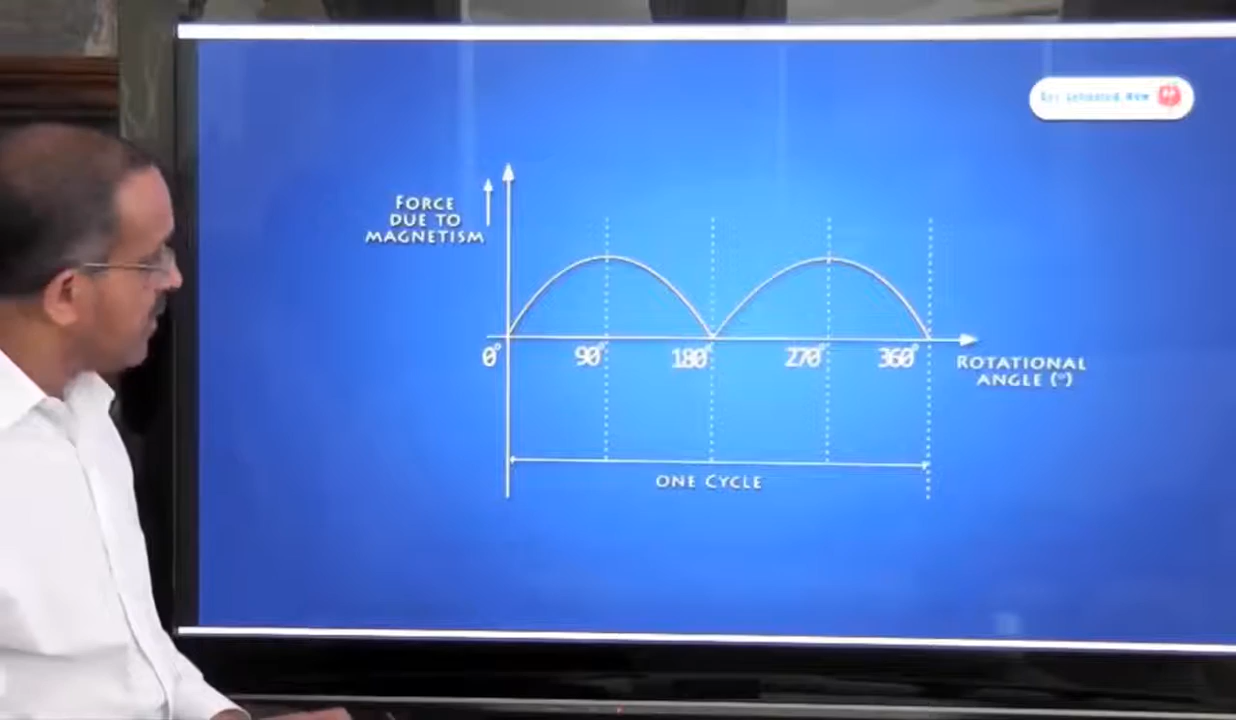 FORCE
DUE TO
MAGNETISM
0°
90°
180°
270°
360°
ROTATIONAL
ANGLE (°)
ONE CYCLE